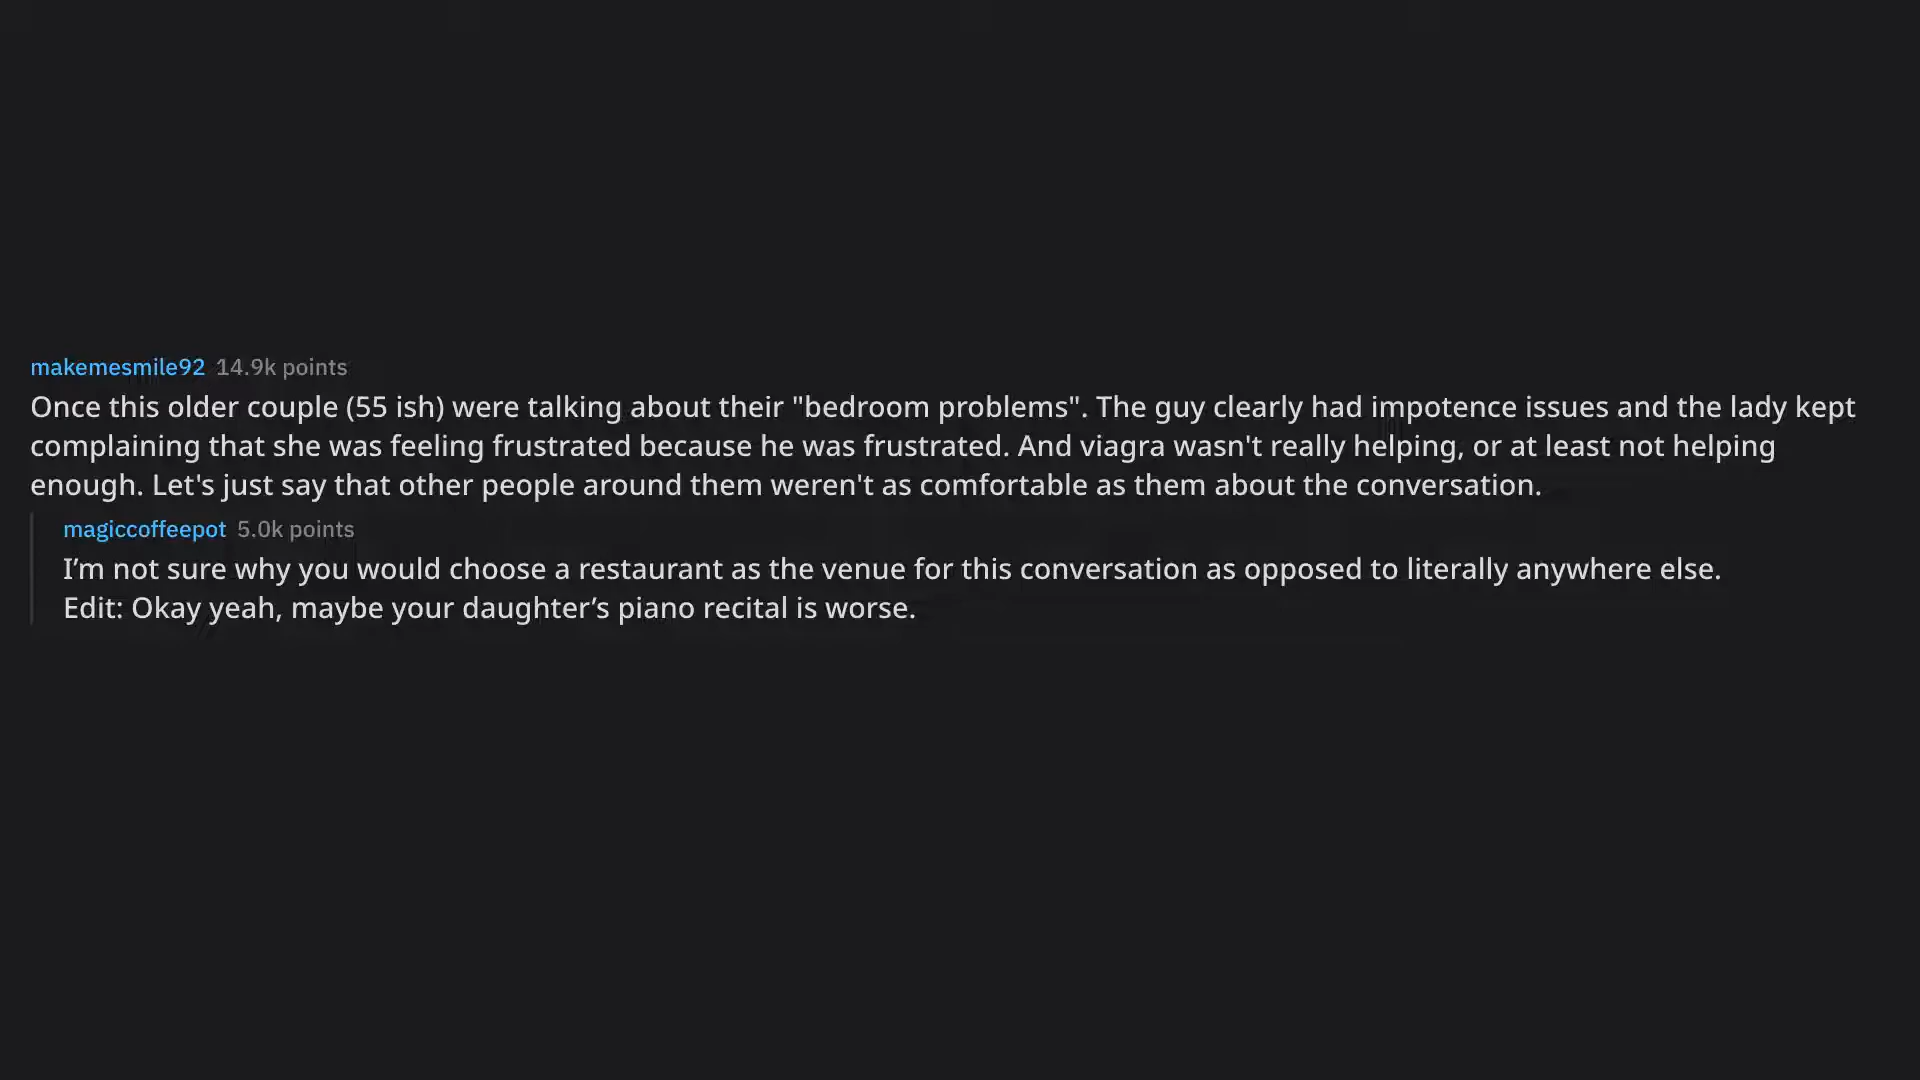 makemesmile92 14.9k points
Once this older couple (55 ish) were talking about their "bedroom problems". The guy clearly had impotence issues and the lady kept
complaining that she was feeling frustrated because he was frustrated. And viagra wasn't really helping, or at least not helping
enough. Let's just say that other people around them weren't as comfortable as them about the conversation.
magiccoffeepot 5.0k points
I’m not sure why you would choose a restaurant as the venue for this conversation as opposed to literally anywhere else.
Edit: Okay yeah, maybe your daughter’s piano recital is worse.